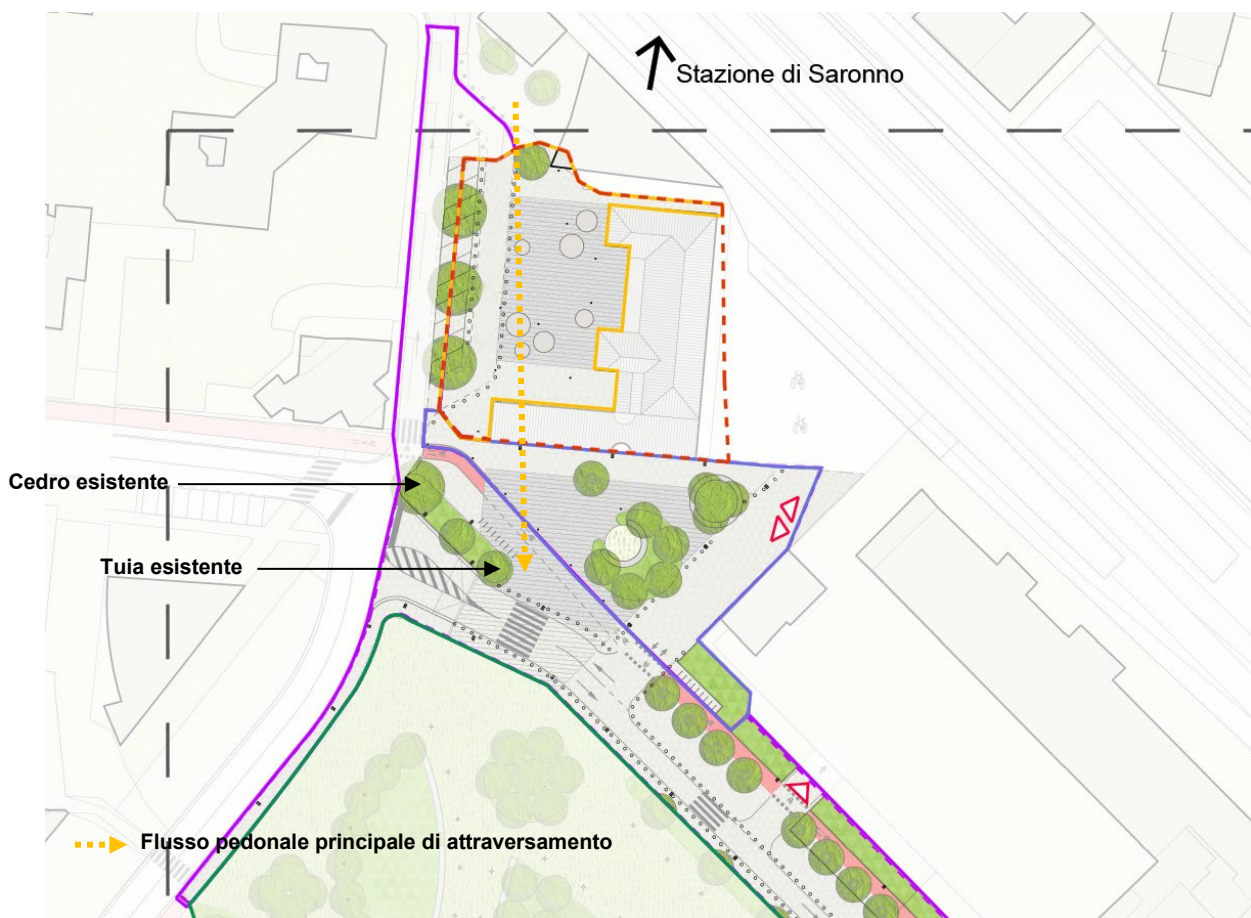 Stazione di Saronno
Cedro esistente
Tuia esistente
Flusso pedonale principale di attraversamento